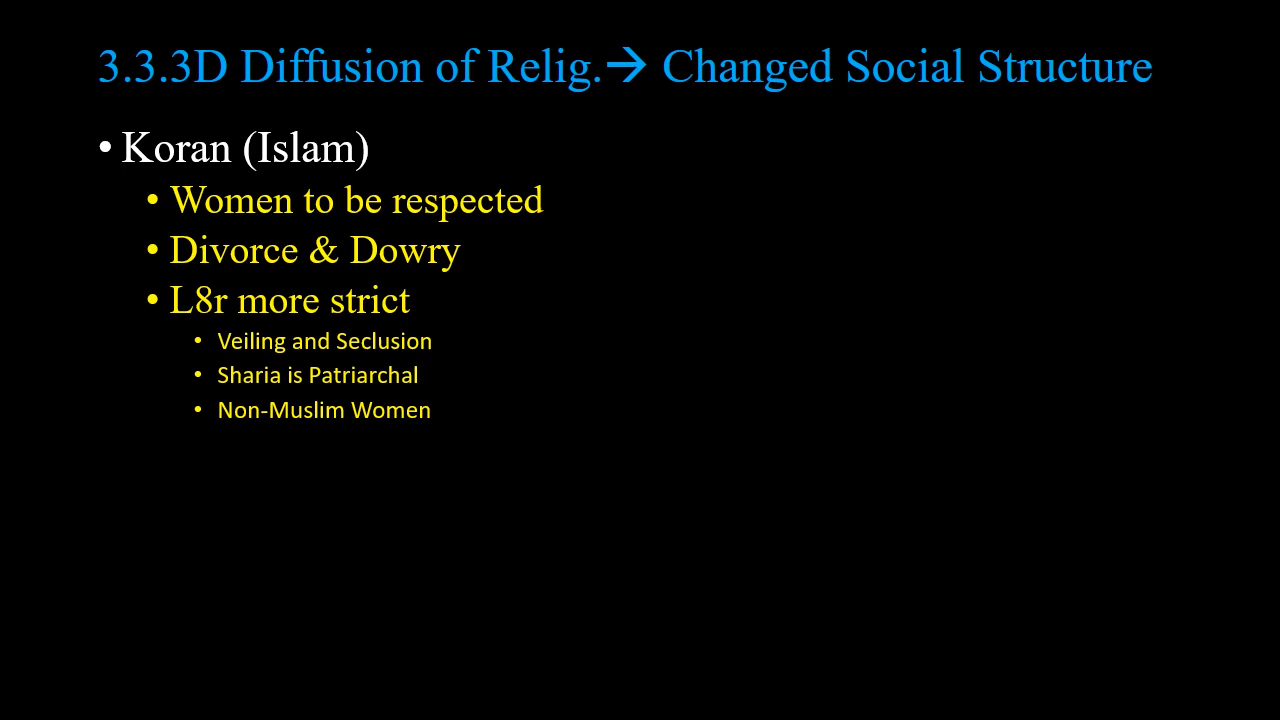 3.3.3D Diffusion of Relig.→ Changed Social Structure
• Koran (Islam)
• Women to be respected
• Divorce & Dowry
• L8r more strict
• Veiling and Seclusion
• Sharia is Patriarchal
• Non-Muslim Women